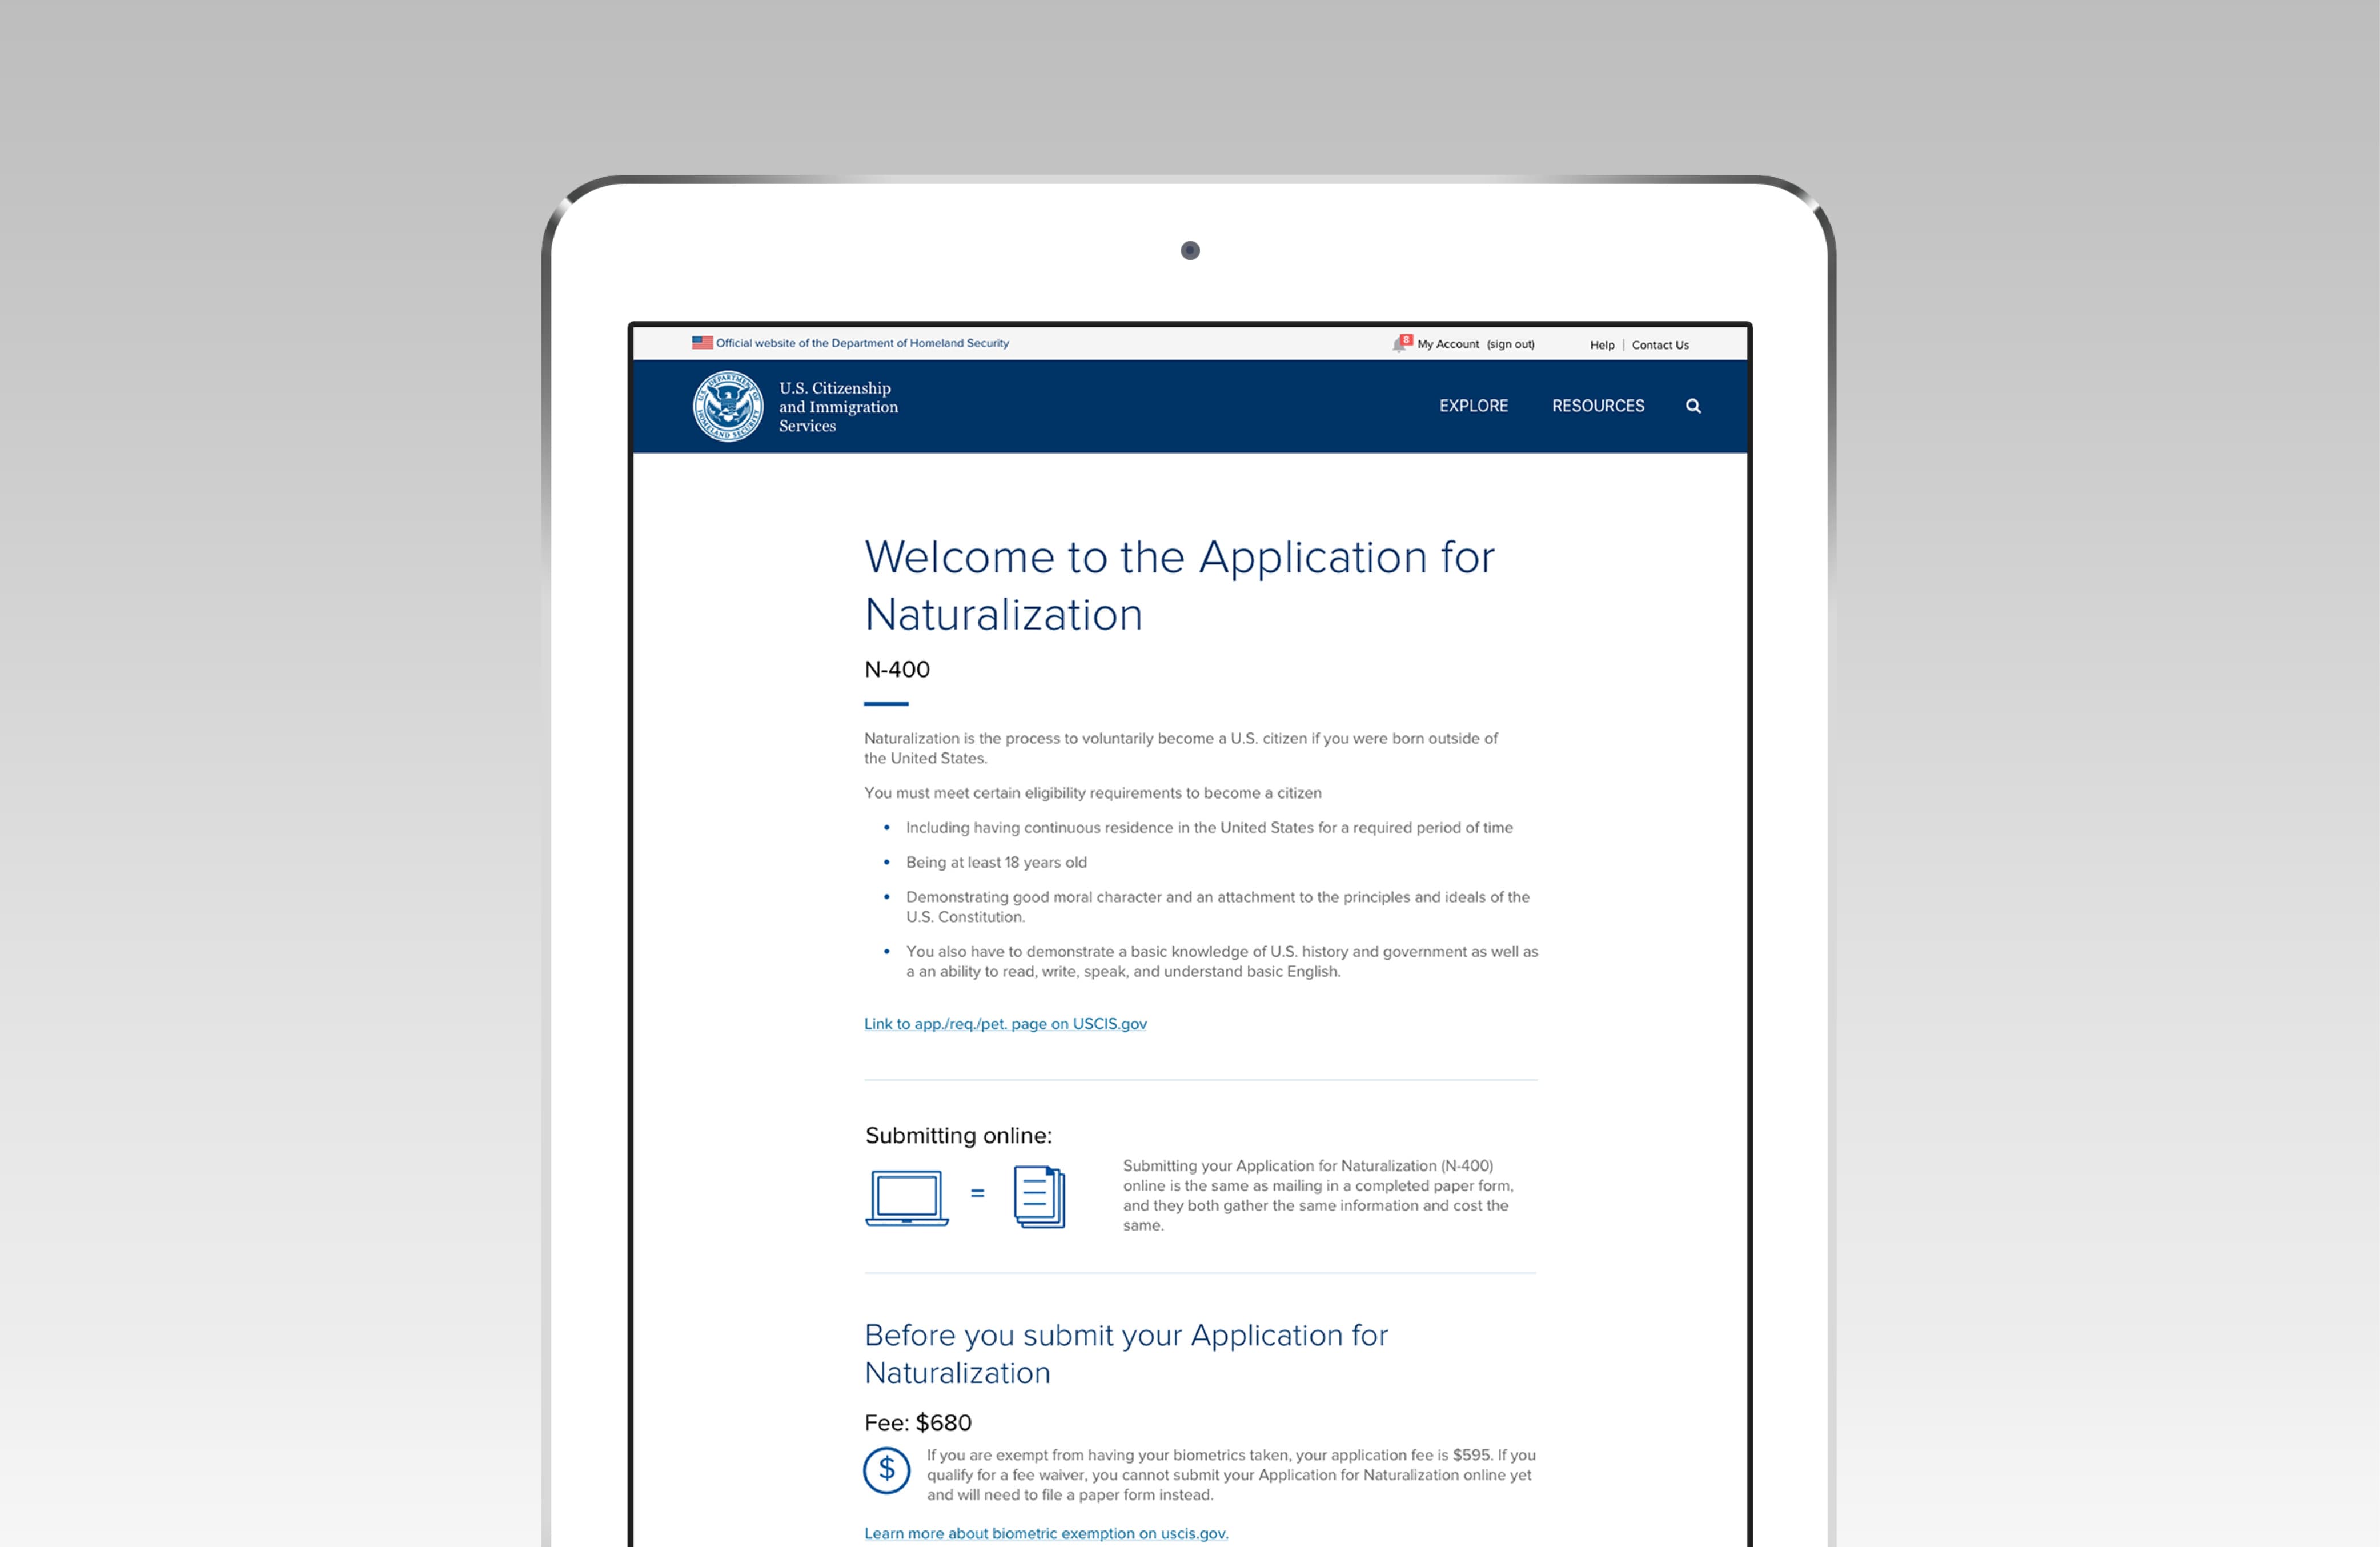 Official website of the Department of Homeland Security
8 My Account (sign out) Help | Contact Us
U.S. DEPARTMENT OF HOMELAND SECURITY
U.S. Citizenship
and Immigration
Services
EXPLORE RESOURCES
Welcome to the Application for
Naturalization
N-400
Naturalization is the process to voluntarily become a U.S. citizen if you were born outside of
the United States.
You must meet certain eligibility requirements to become a citizen
• Including having continuous residence in the United States for a required period of time
• Being at least 18 years old
• Demonstrating good moral character and an attachment to the principles and ideals of the
U.S. Constitution.
• You also have to demonstrate a basic knowledge of U.S. history and government as well as
a an ability to read, write, speak, and understand basic English.
Link to app./req./pet. page on USCIS.gov
Submitting online:
=
Submitting your Application for Naturalization (N-400)
online is the same as mailing in a completed paper form,
and they both gather the same information and cost the
same.
Before you submit your Application for
Naturalization
Fee: $680
$
If you are exempt from having your biometrics taken, your application fee is $595. If you
qualify for a fee waiver, you cannot submit your Application for Naturalization online yet
and will need to file a paper form instead.
Learn more about biometric exemption on uscis.gov.